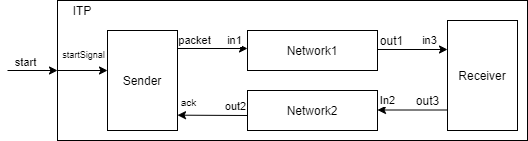 ITP
packet in1 out1 in3
start startSignal
Network1
Sender
Receiver
ack out2 In2 out3
Network2